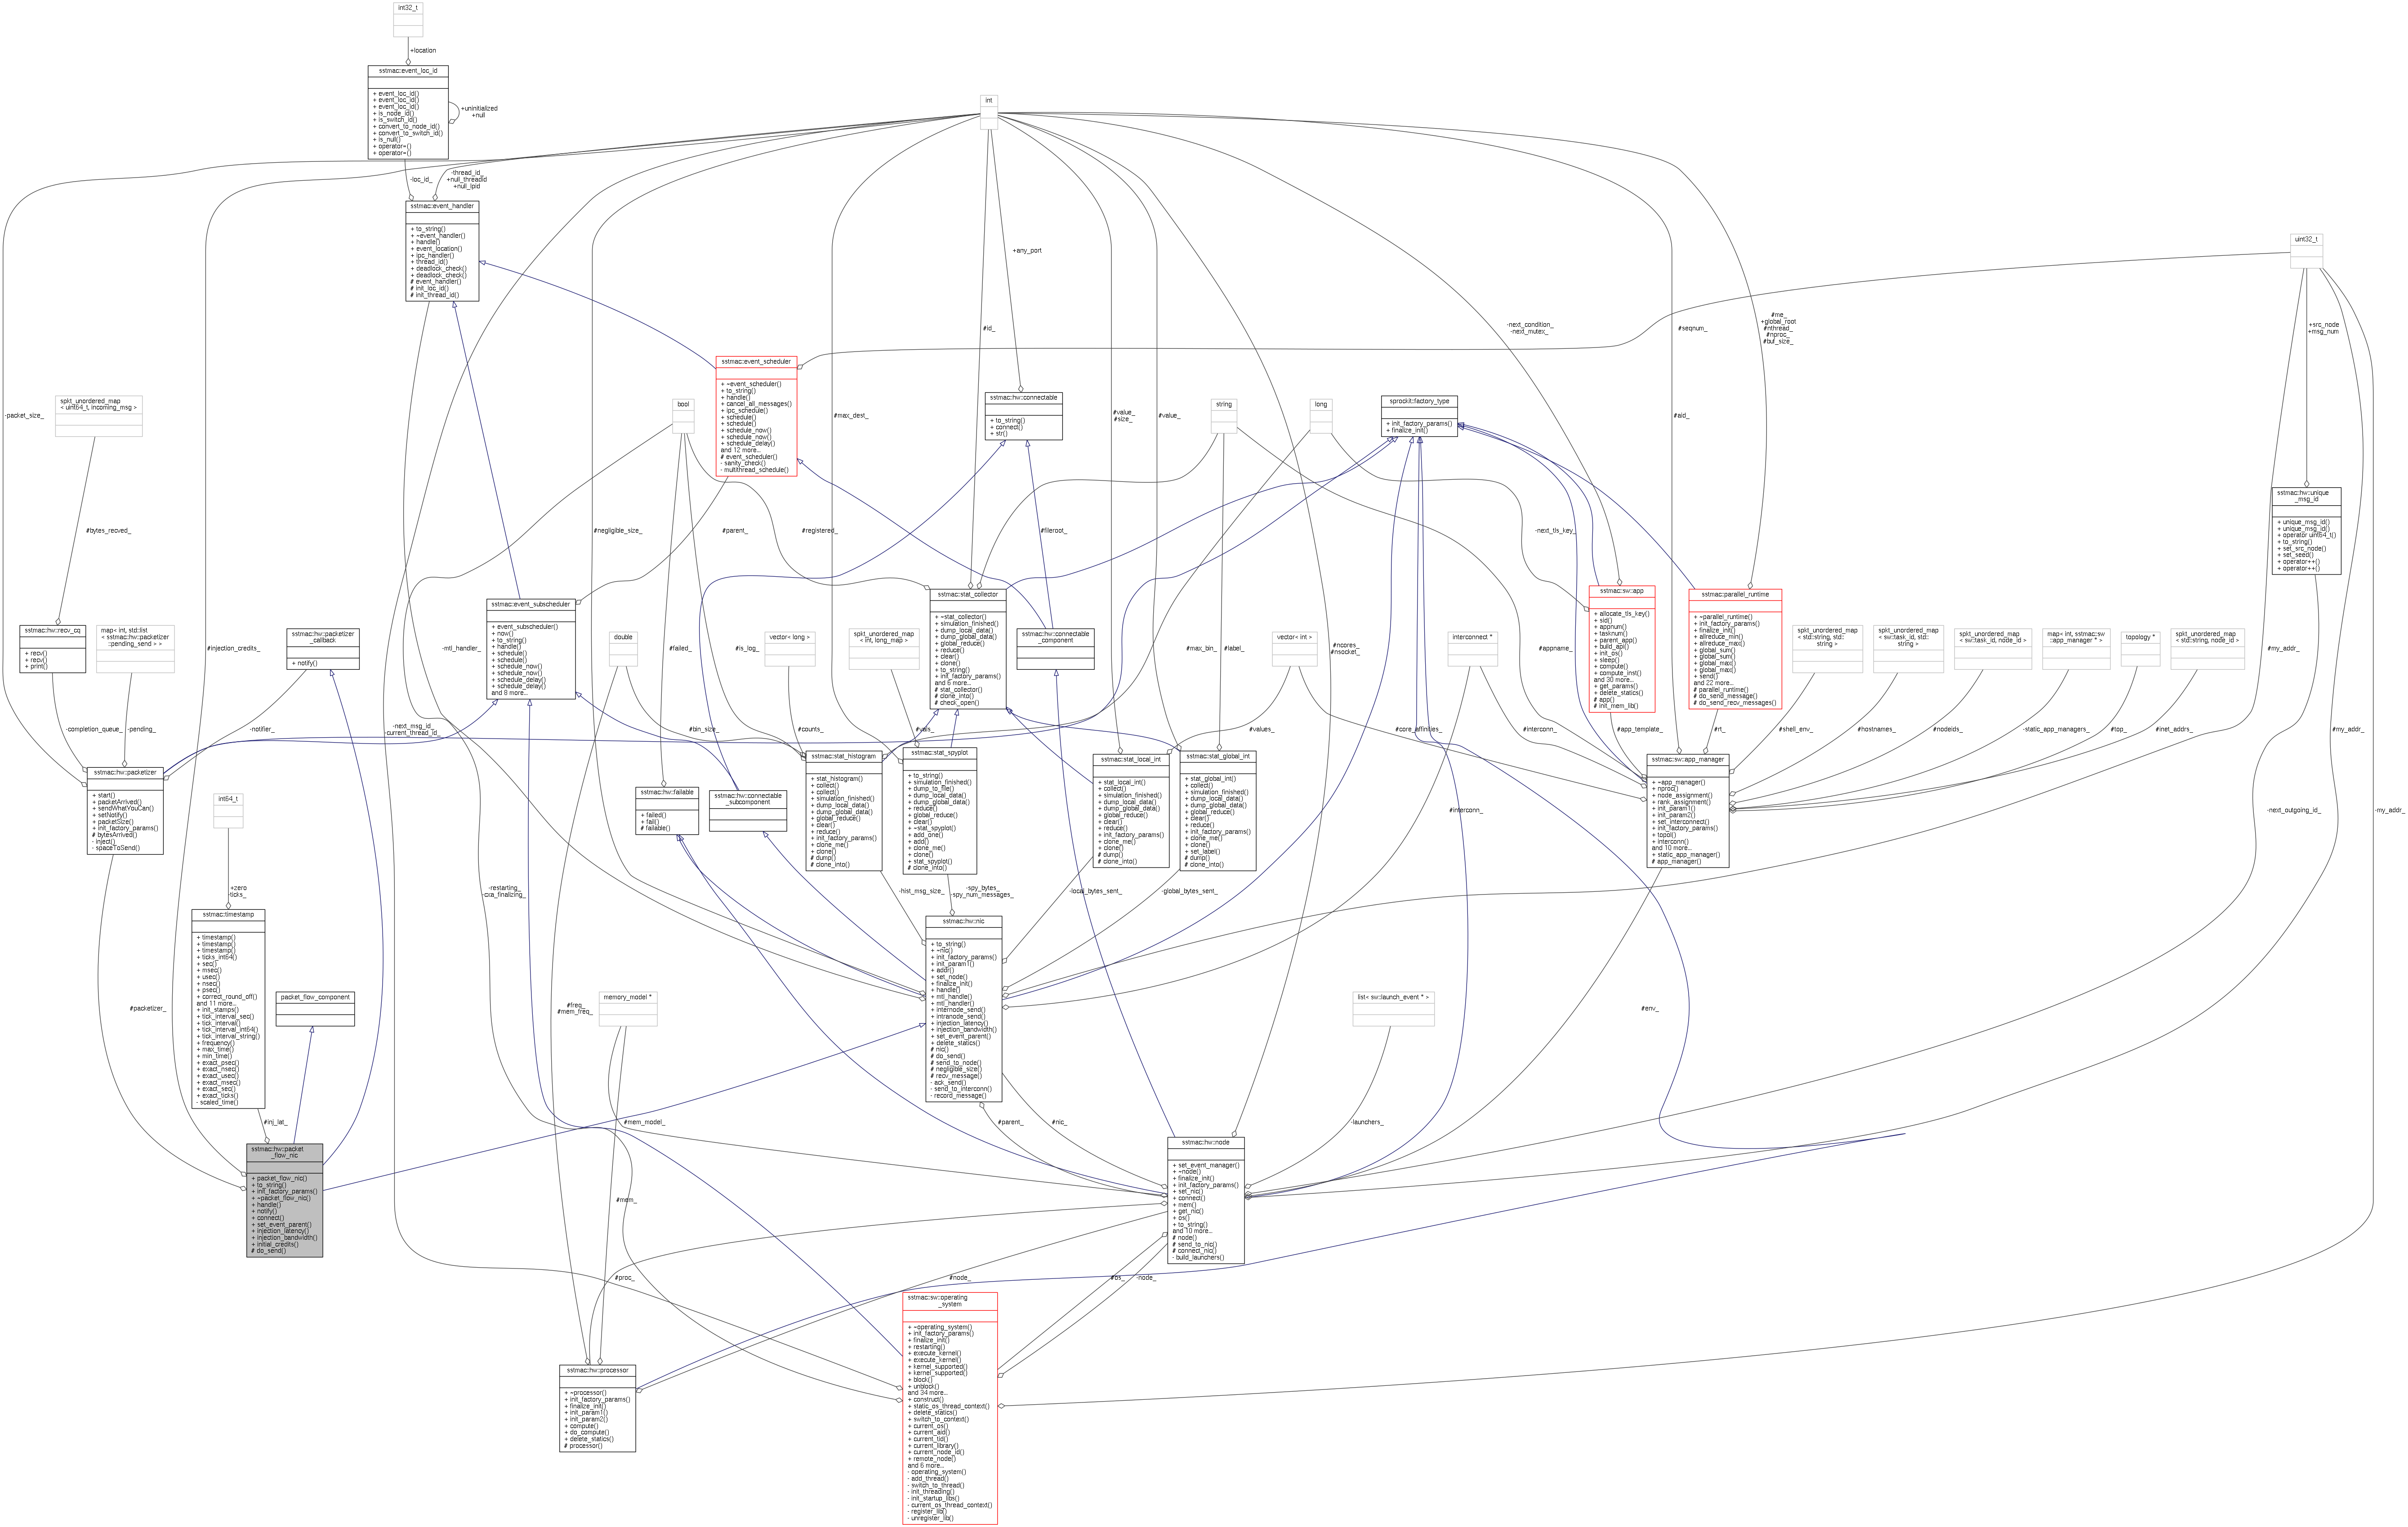 int32_t
+location
sstmac::event_loc_id
+ event_loc_id()
+ event_loc_id()
+ event_loc_id()
+ is_node_id()
+ is_switch_id()
+ convert_to_node_id()
+ convert_to_switch_id()
+ is_null()
+ operator=()
+ operator=()
+uninitialized
+null
int
-loc_id_
-thread_id_
+null_threadid
+null_lpid
sstmac::event_handler
+ to_string()
+ ~event_handler()
+ handle()
+ event_location()
+ ipc_handler()
+ thread_id()
+ deadlock_check()
+ deadlock_check()
# event_handler()
# init_loc_id()
# init_thread_id()
+any_port
uint32_t
#id_
-next_condition_
-next_mutex_
#seqnum_
#me_
+global_root
#nthread_
#nproc_
#buf_size_
+src_node
+msg_num
sstmac::event_scheduler
+ ~event_scheduler()
+ to_string()
+ handle()
+ cancel_all_messages()
+ ipc_schedule()
+ schedule()
+ schedule()
+ schedule_now()
+ schedule_now()
+ schedule_delay()
and 12 more...
# event_scheduler()
- sanity_check()
- multithread_schedule()
sstmac::hw::connectable
+ to_string()
+ connect()
+ str()
bool
string
long
sprockit::factory_type
+ init_factory_params()
+ finalize_init()
-packet_size_
spkt_unordered_map
< uint64_t, incoming_msg >
#max_dest_
#value_
#size_
#value_
#aid_
sstmac::hw::unique
_msg_id
+ unique_msg_id()
+ unique_msg_id()
+ operator uint64_t()
+ to_string()
+ set_src_node()
+ set_seed()
+ operator++()
+ operator++()
#bytes_recved_
#negligible_size_
#parent_
#registered_
#fileroot_
-next_tls_key_
sstmac::hw::recv_cq
+ recv()
+ recv()
+ print()
map< int, std::list
< sstmac::hw::packetizer
::pending_send > >
#injection_credits_
sstmac::hw::packetizer
_callback
+ notify()
-mtl_handler_
sstmac::event_subscheduler
+ event_subscheduler()
+ now()
+ to_string()
+ handle()
+ schedule()
+ schedule()
+ schedule_now()
+ schedule_now()
+ schedule_delay()
+ schedule_delay()
and 8 more...
double
#failed_
#is_log_
vector< long >
spkt_unordered_map
< int, long_map >
sstmac::stat_collector
+ ~stat_collector()
+ simulation_finished()
+ dump_local_data()
+ dump_global_data()
+ global_reduce()
+ reduce()
+ clear()
+ clone()
+ to_string()
+ init_factory_params()
and 6 more...
# stat_collector()
# clone_into()
# check_open()
sstmac::hw::connectable
_component
#max_bin_
#label_
vector< int >
#ncores_
#nsocket_
interconnect *
#appname_
sstmac::sw::app
+ allocate_tls_key()
+ sid()
+ appnum()
+ tasknum()
+ parent_app()
+ build_api()
+ init_os()
+ sleep()
+ compute()
+ compute_inst()
and 30 more...
+ get_params()
+ delete_statics()
# app()
# init_mem_lib()
sstmac::parallel_runtime
+ ~parallel_runtime()
+ init_factory_params()
+ finalize_init()
+ allreduce_min()
+ allreduce_max()
+ global_sum()
+ global_sum()
+ global_max()
+ global_max()
+ send()
and 22 more...
# parallel_runtime()
# do_send_message()
# do_send_recv_messages()
spkt_unordered_map
< std::string, std::
string >
spkt_unordered_map
< sw::task_id, std::
string >
spkt_unordered_map
< sw::task_id, node_id >
map< int, sstmac::sw
::app_manager * >
topology *
spkt_unordered_map
< std::string, node_id >
#my_addr_
-completion_queue_
-pending_
-notifier_
-next_msg_id_
-current_thread_id_
#bin_size_
#counts_
#vals_
#values_
#core_affinities_
#interconn_
#app_template_
#rt_
#shell_env_
#hostnames_
#nodeids_
-static_app_managers_
#top_
#inet_addrs_
#my_addr_
sstmac::hw::packetizer
+ start()
+ packetArrived()
+ sendWhatYouCan()
+ setNotify()
+ packetSize()
+ init_factory_params()
# bytesArrived()
- inject()
- spaceToSend()
int64_t
sstmac::hw::failable
+ failed()
+ fail()
# failable()
sstmac::hw::connectable
_subcomponent
sstmac::stat_histogram
+ stat_histogram()
+ collect()
+ collect()
+ simulation_finished()
+ dump_local_data()
+ dump_global_data()
+ global_reduce()
+ clear()
+ reduce()
+ init_factory_params()
+ clone_me()
+ clone()
# dump()
# clone_into()
sstmac::stat_spyplot
+ to_string()
+ simulation_finished()
+ dump_to_file()
+ dump_local_data()
+ dump_global_data()
+ reduce()
+ global_reduce()
+ clear()
+ ~stat_spyplot()
+ add_one()
+ add()
+ clone_me()
+ clone()
+ stat_spyplot()
# clone_into()
sstmac::stat_local_int
+ stat_local_int()
+ collect()
+ simulation_finished()
+ dump_local_data()
+ dump_global_data()
+ global_reduce()
+ clear()
+ reduce()
+ init_factory_params()
+ clone_me()
+ clone()
# dump()
# clone_into()
sstmac::stat_global_int
+ stat_global_int()
+ collect()
+ simulation_finished()
+ dump_local_data()
+ dump_global_data()
+ global_reduce()
+ clear()
+ reduce()
+ init_factory_params()
+ clone_me()
+ clone()
+ set_label()
# dump()
# clone_into()
#interconn_
sstmac::sw::app_manager
+ ~app_manager()
+ nproc()
+ node_assignment()
+ rank_assignment()
+ init_param1()
+ init_param2()
+ set_interconnect()
+ init_factory_params()
+ topol()
+ interconn()
and 10 more...
+ static_app_manager()
# app_manager()
-next_outgoing_id_
-my_addr_
+zero
-ticks_
-restarting_
-cxa_finalizing_
-hist_msg_size_
-spy_bytes_
-spy_num_messages_
-local_bytes_sent_
-global_bytes_sent_
sstmac::timestamp
+ timestamp()
+ timestamp()
+ timestamp()
+ ticks_int64()
+ sec()
+ msec()
+ usec()
+ nsec()
+ psec()
+ correct_round_off()
and 11 more...
+ init_stamps()
+ tick_interval_sec()
+ tick_interval()
+ tick_interval_int64()
+ tick_interval_string()
+ frequency()
+ max_time()
+ min_time()
+ exact_psec()
+ exact_nsec()
+ exact_usec()
+ exact_msec()
+ exact_sec()
+ exact_ticks()
- scaled_time()
#packetizer_
packet_flow_component
#freq_
#mem_freq_
memory_model *
sstmac::hw::nic
+ to_string()
+ ~nic()
+ init_factory_params()
+ init_param1()
+ addr()
+ set_node()
+ finalize_init()
+ handle()
+ mtl_handle()
+ mtl_handler()
+ internode_send()
+ intranode_send()
+ injection_latency()
+ injection_bandwidth()
+ set_event_parent()
+ delete_statics()
# nic()
# do_send()
# send_to_node()
# negligible_size()
# recv_message()
- ack_send()
- send_to_interconn()
- record_message()
list< sw::launch_event * >
#env_
#inj_lat_
#mem_model_
#parent_
#nic_
-launchers_
sstmac::hw::packet
_flow_nic
+ packet_flow_nic()
+ to_string()
+ init_factory_params()
+ ~packet_flow_nic()
+ handle()
+ notify()
+ connect()
+ set_event_parent()
+ injection_latency()
+ injection_bandwidth()
+ initial_credits()
# do_send()
#mem_
sstmac::hw::node
+ set_event_manager()
+ ~node()
+ finalize_init()
+ init_factory_params()
+ set_nic()
+ connect()
+ mem()
+ get_nic()
+ os()
+ to_string()
and 10 more...
# node()
# send_to_nic()
# connect_nic()
- build_launchers()
#proc_
#node_
#os_
-node_
sstmac::sw::operating
_system
+ ~operating_system()
+ init_factory_params()
+ finalize_init()
+ restarting()
+ execute_kernel()
+ execute_kernel()
+ kernel_supported()
+ kernel_supported()
+ block()
+ unblock()
and 34 more...
+ construct()
+ static_os_thread_context()
+ delete_statics()
+ switch_to_context()
+ current_os()
+ current_aid()
+ current_tid()
+ current_library()
+ current_node_id()
+ remote_node()
and 6 more...
- operating_system()
- add_thread()
- switch_to_thread()
- init_threading()
- init_startup_libs()
- current_os_thread_context()
- register_lib()
- unregister_lib()
sstmac::hw::processor
+ ~processor()
+ init_factory_params()
+ finalize_init()
+ init_param1()
+ init_param2()
+ compute()
+ do_compute()
+ delete_statics()
# processor()